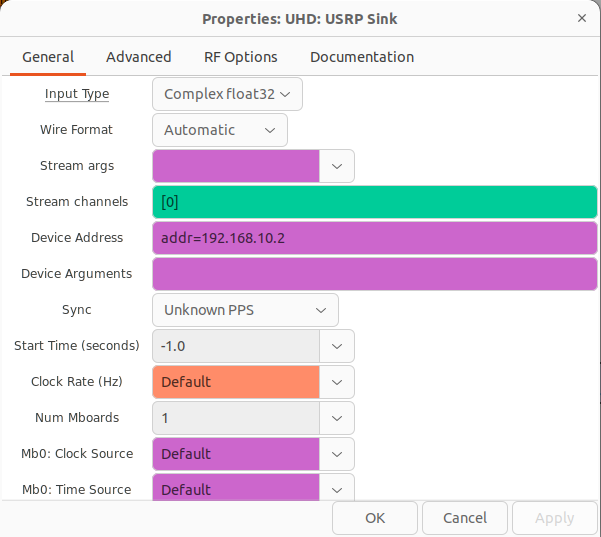 Properties: UHD: USRP Sink
General Advanced RF Options Documentation
Input Type Complex float32
Wire Format Automatic
Stream args
Stream channels [0]
Device Address addr=192.168.10.2
Device Arguments
Sync Unknown PPS
Start Time (seconds) -1.0
Clock Rate (Hz) Default
Num Mboards 1
Mb0: Clock Source Default
Mb0: Time Source Default
OK Cancel Apply